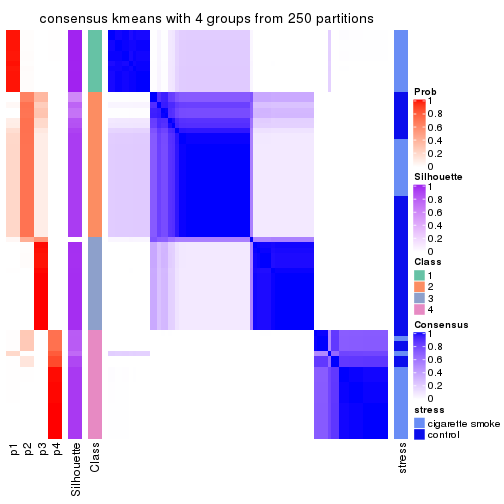 consensus kmeans with 4 groups from 250 partitions
Prob
1
0.8
0.6
0.4
0.2
0
Silhouette
1
0.8
0.6
0.4
0.2
0
Class
1
2
3
4
Consensus
1
0.8
0.6
0.4
0.2
0
stress
cigarette smoke
control
p1
p2
p3
p4
Silhouette
Class
stress